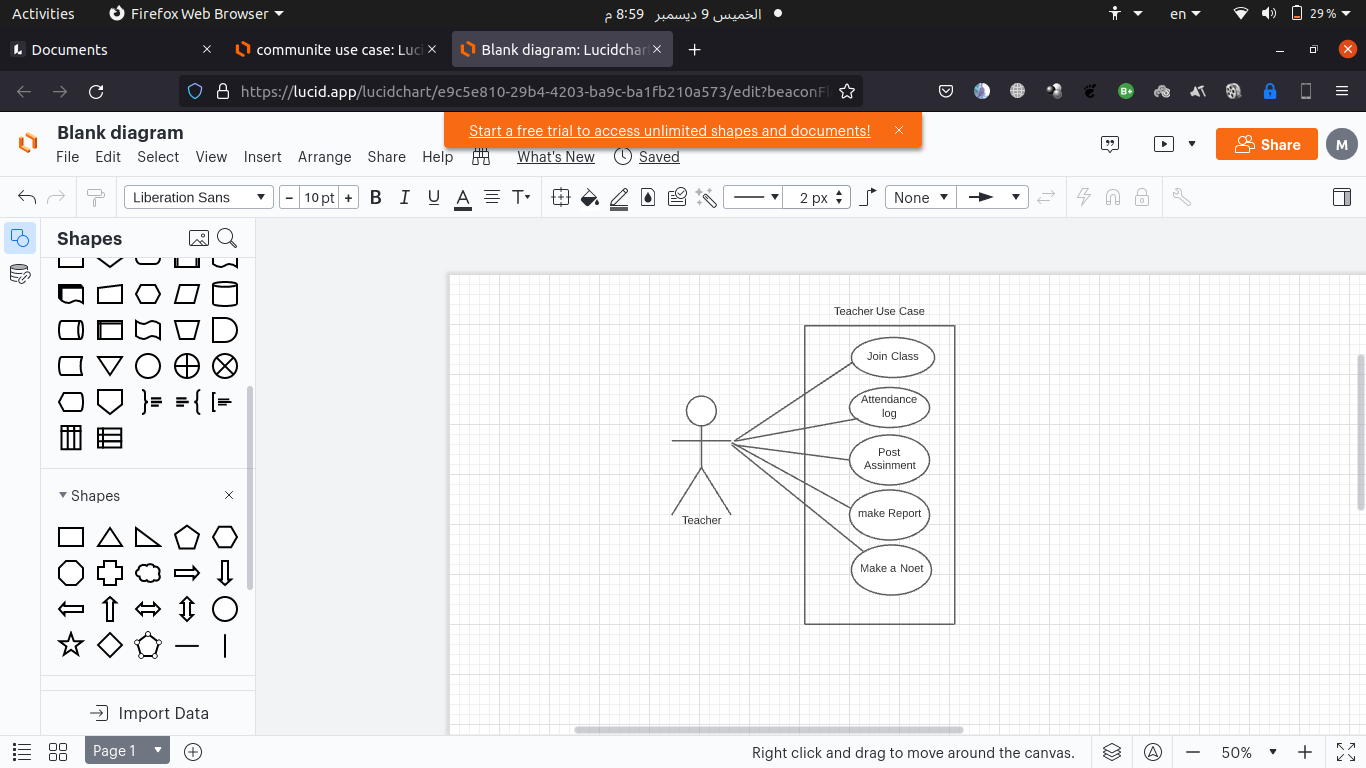 Activities
Firefox Web Browser
الخميس 9 ديسمبر 8:59 م
en
29 %
Documents
communite use case: Luci
Blank diagram: Lucidchart
https://lucid.app/lucidchart/e9c5e810-29b4-4203-ba9c-ba1fb210a573/edit?beaconFl
B+
Blank diagram
Start a free trial to access unlimited shapes and documents!
File Edit Select View Insert Arrange Share Help What's New Saved
Share
M
Liberation Sans
− 10 pt +
B I U A T
2 px
None
Shapes
Shapes
Import Data
Teacher Use Case
Join Class
Attendance
log
Post
Assinment
make Report
Make a Noet
Teacher
Page 1
Right click and drag to move around the canvas.
50%